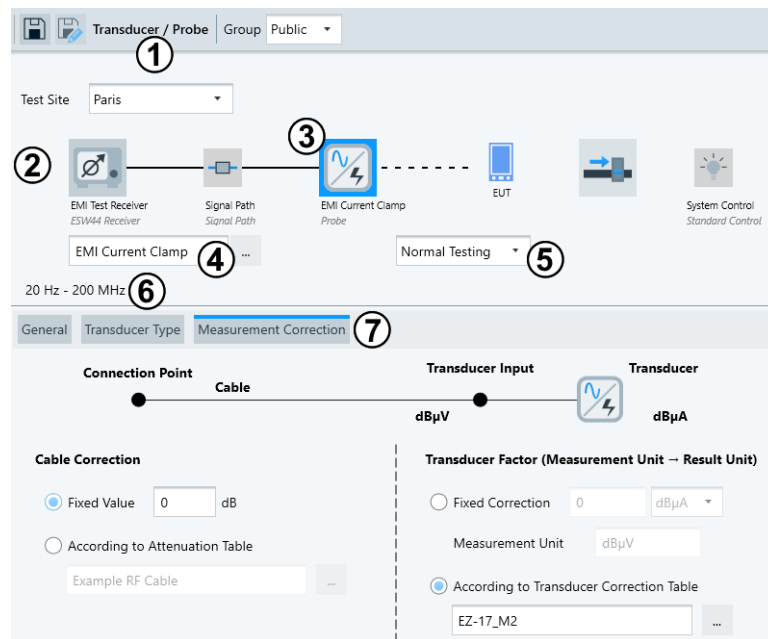 Transducer / Probe Group Public
1
Test Site Paris
2
3
EMI Test Receiver Signal Path EMI Current Clamp EUT System Control
ESW44 Receiver Signal Path Probe Standard Control
EMI Current Clamp 4 ... Normal Testing 5
20 Hz - 200 MHz 6
General Transducer Type Measurement Correction 7
Connection Point Cable Transducer Input Transducer
dBµV dBµA
Cable Correction Transducer Factor (Measurement Unit → Result Unit)
Fixed Value 0 dB Fixed Correction 0 dBµA
According to Attenuation Table Measurement Unit dBµV
Example RF Cable ... According to Transducer Correction Table
EZ-17_M2 ...